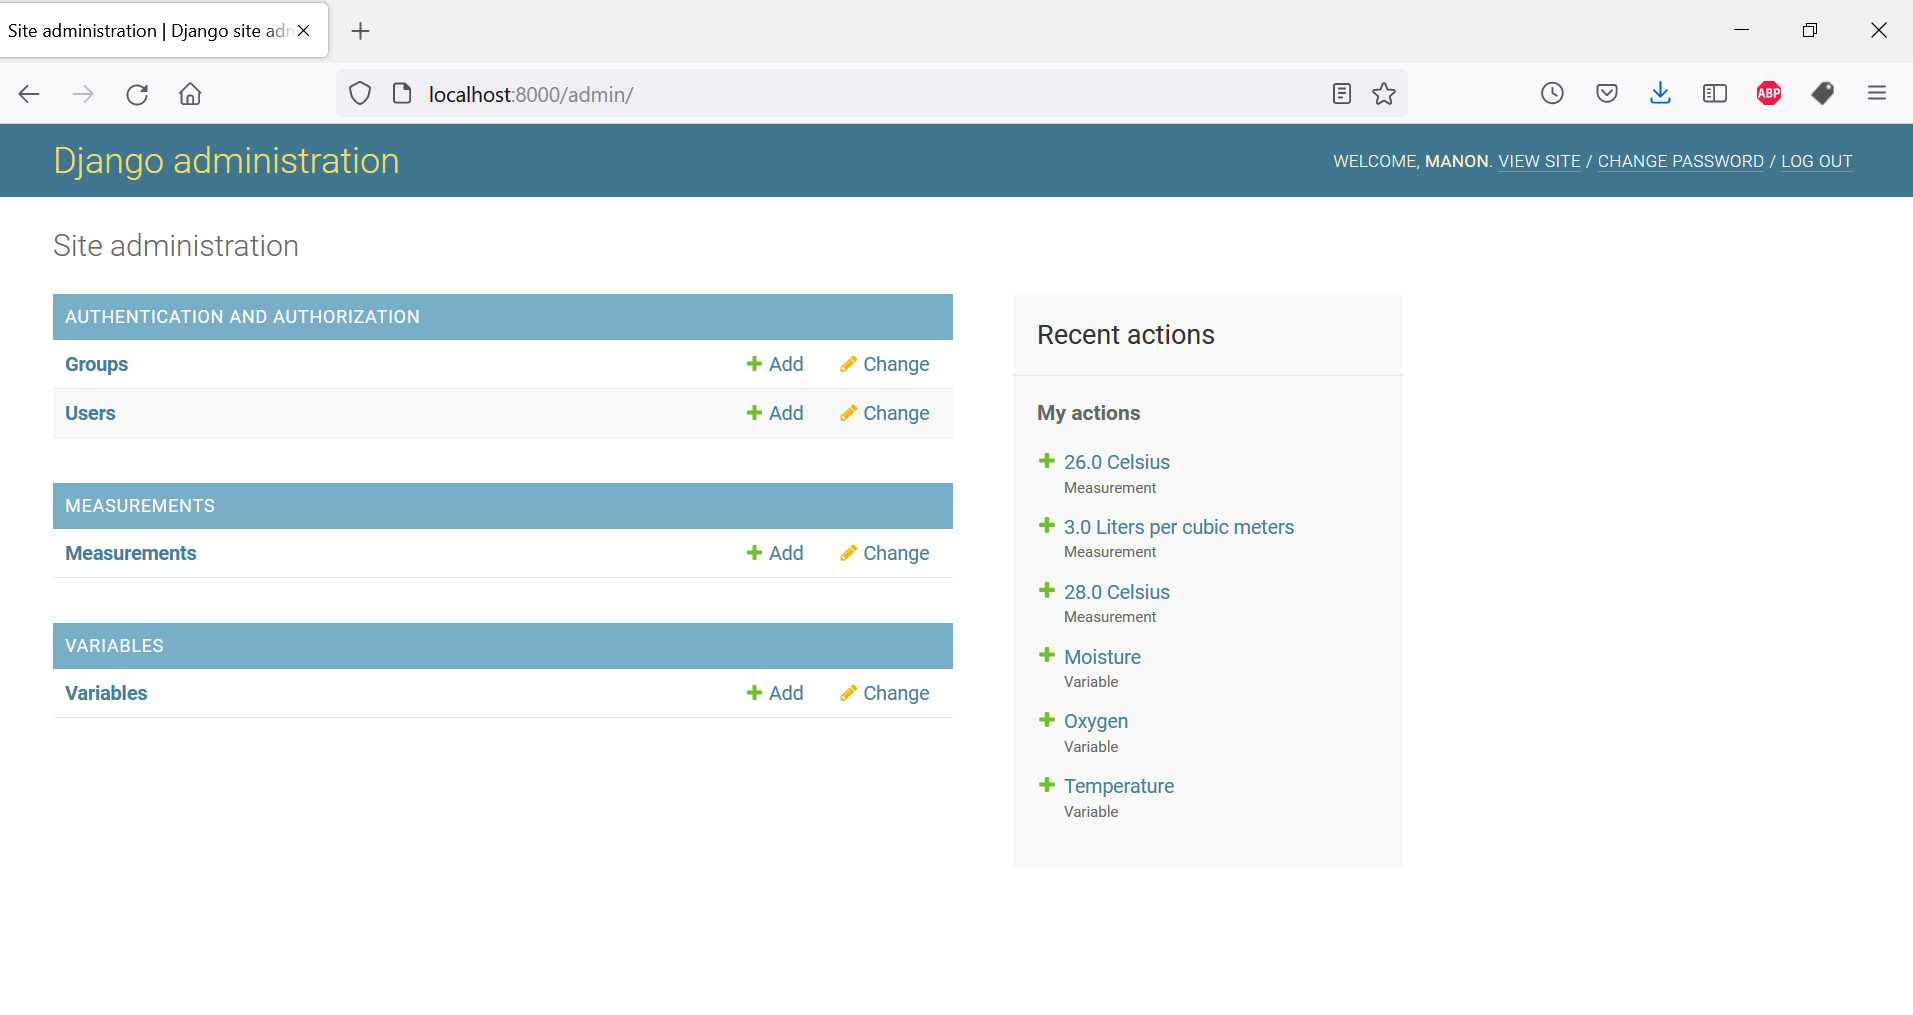 Site administration | Django site adn
localhost:8000/admin/
ABP
Django administration
WELCOME, MANON. VIEW SITE / CHANGE PASSWORD / LOG OUT
Site administration
AUTHENTICATION AND AUTHORIZATION
Groups Add Change
Users Add Change
MEASUREMENTS
Measurements Add Change
VARIABLES
Variables Add Change
Recent actions
My actions
26.0 Celsius
Measurement
3.0 Liters per cubic meters
Measurement
28.0 Celsius
Measurement
Moisture
Variable
Oxygen
Variable
Temperature
Variable